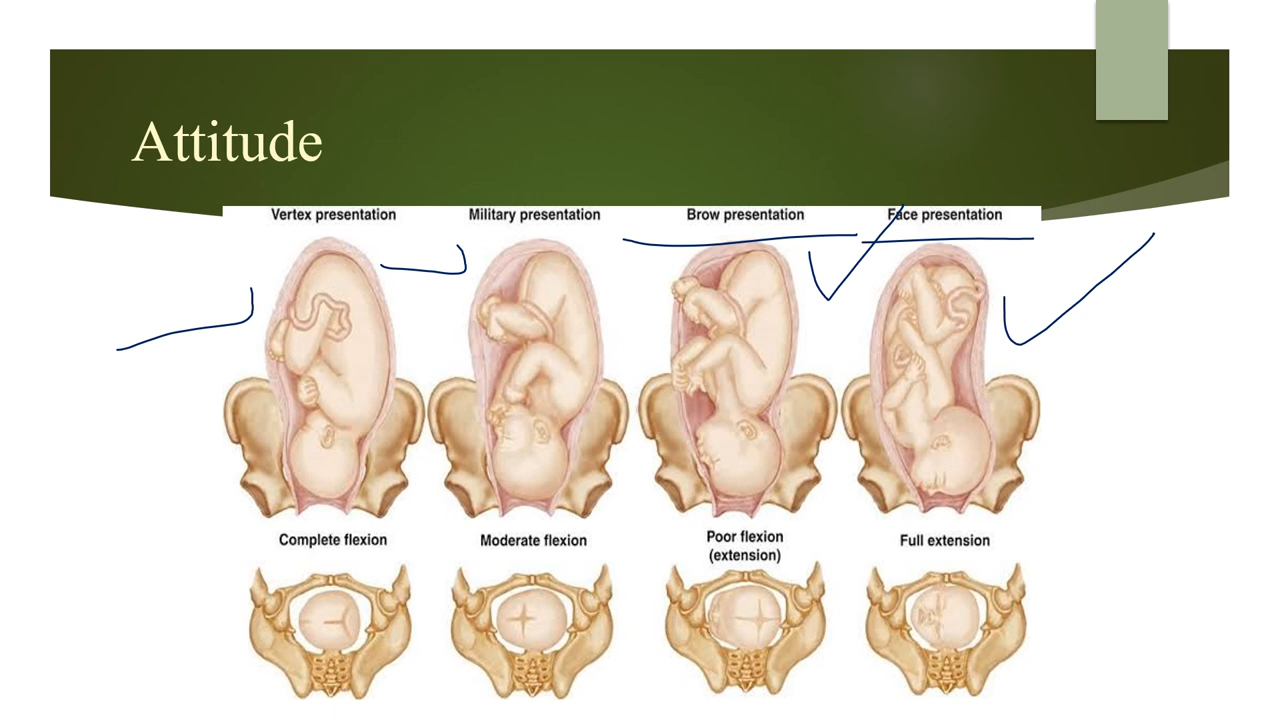 Attitude
Vertex presentation
Military presentation
Brow presentation
Face presentation
Complete flexion
Moderate flexion
Poor flexion
(extension)
Full extension